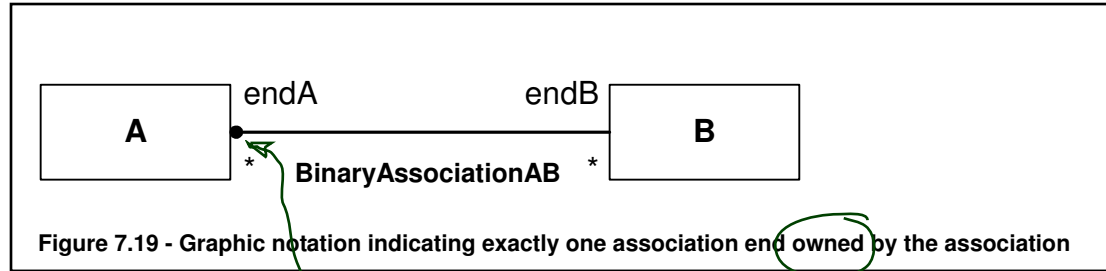 endA endB
A B
* BinaryAssociationAB *
Figure 7.19 - Graphic notation indicating exactly one association end owned by the association